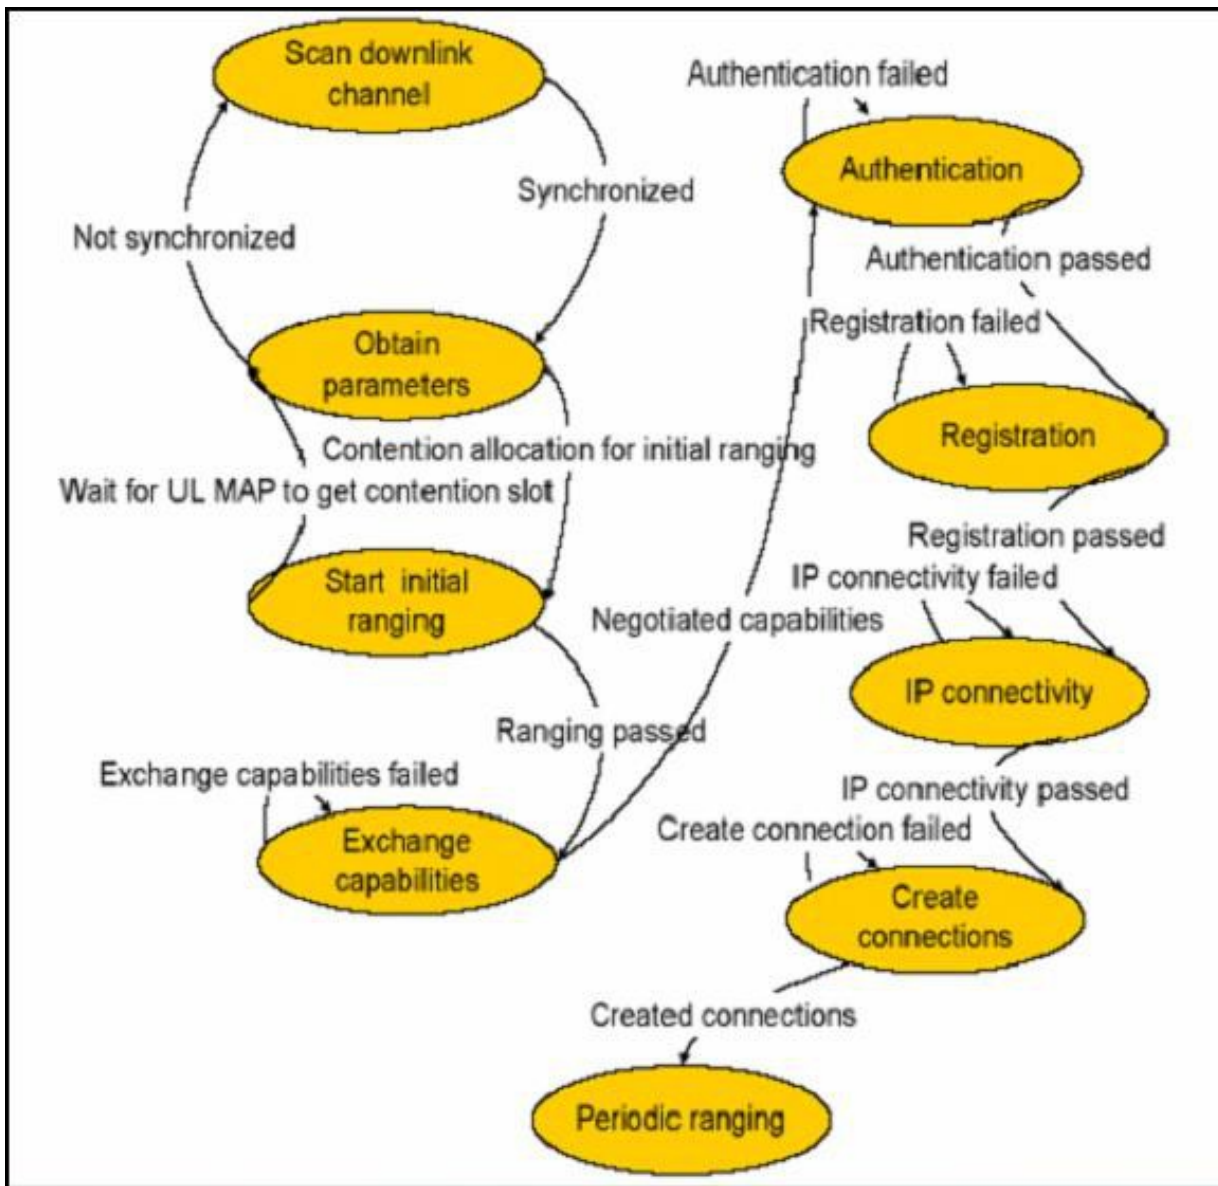 Scan downlink
channel
Synchronized
Not synchronized
Obtain
parameters
Contention allocation for initial ranging
Wait for UL MAP to get contention slot
Start initial
ranging
Ranging passed
Exchange capabilities failed
Exchange
capabilities
Negotiated capabilities
Authentication failed
Authentication
Authentication passed
Registration failed
Registration
Registration passed
IP connectivity failed
IP connectivity
IP connectivity passed
Create connection failed
Create
connections
Created connections
Periodic ranging